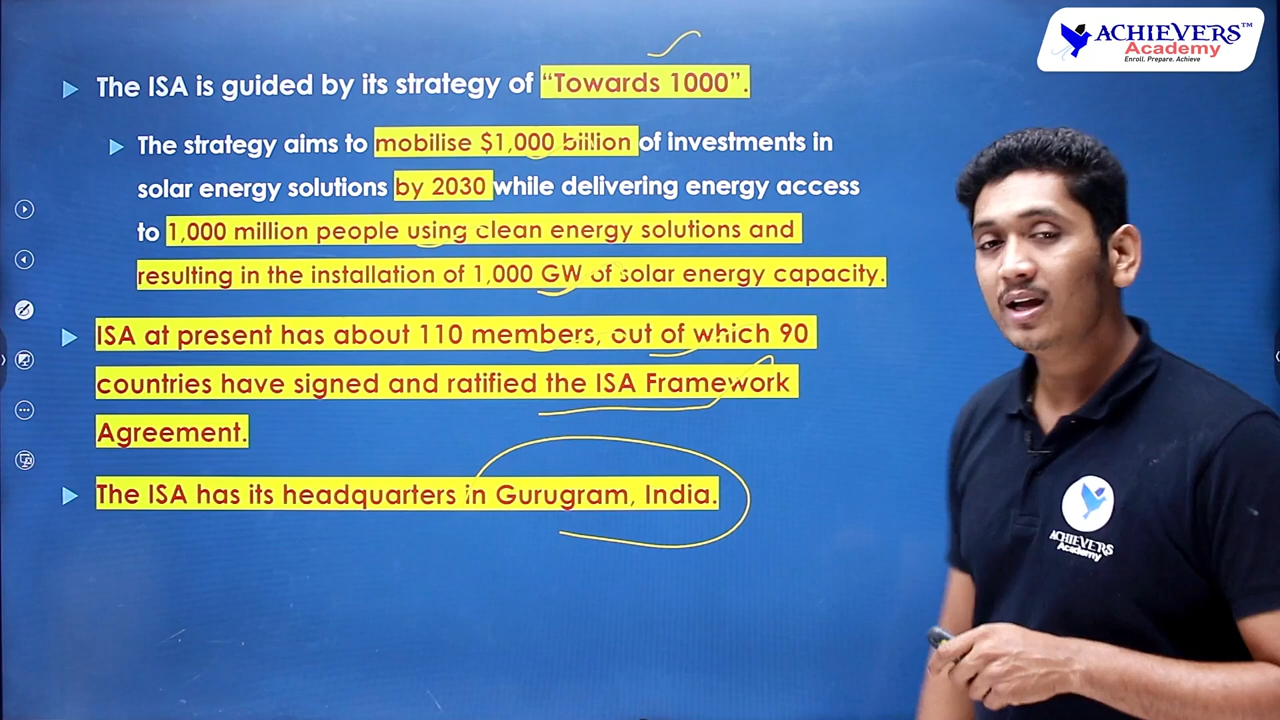 ACHIEVERS™
Academy
Enroll. Prepare. Achieve
The ISA is guided by its strategy of “Towards 1000”.
The strategy aims to mobilise $1,000 billion of investments in
solar energy solutions by 2030 while delivering energy access
to 1,000 million people using clean energy solutions and
resulting in the installation of 1,000 GW of solar energy capacity.
ISA at present has about 110 members, out of which 90
countries have signed and ratified the ISA Framework
Agreement.
The ISA has its headquarters in Gurugram, India.
ACHIEVERS
Academy